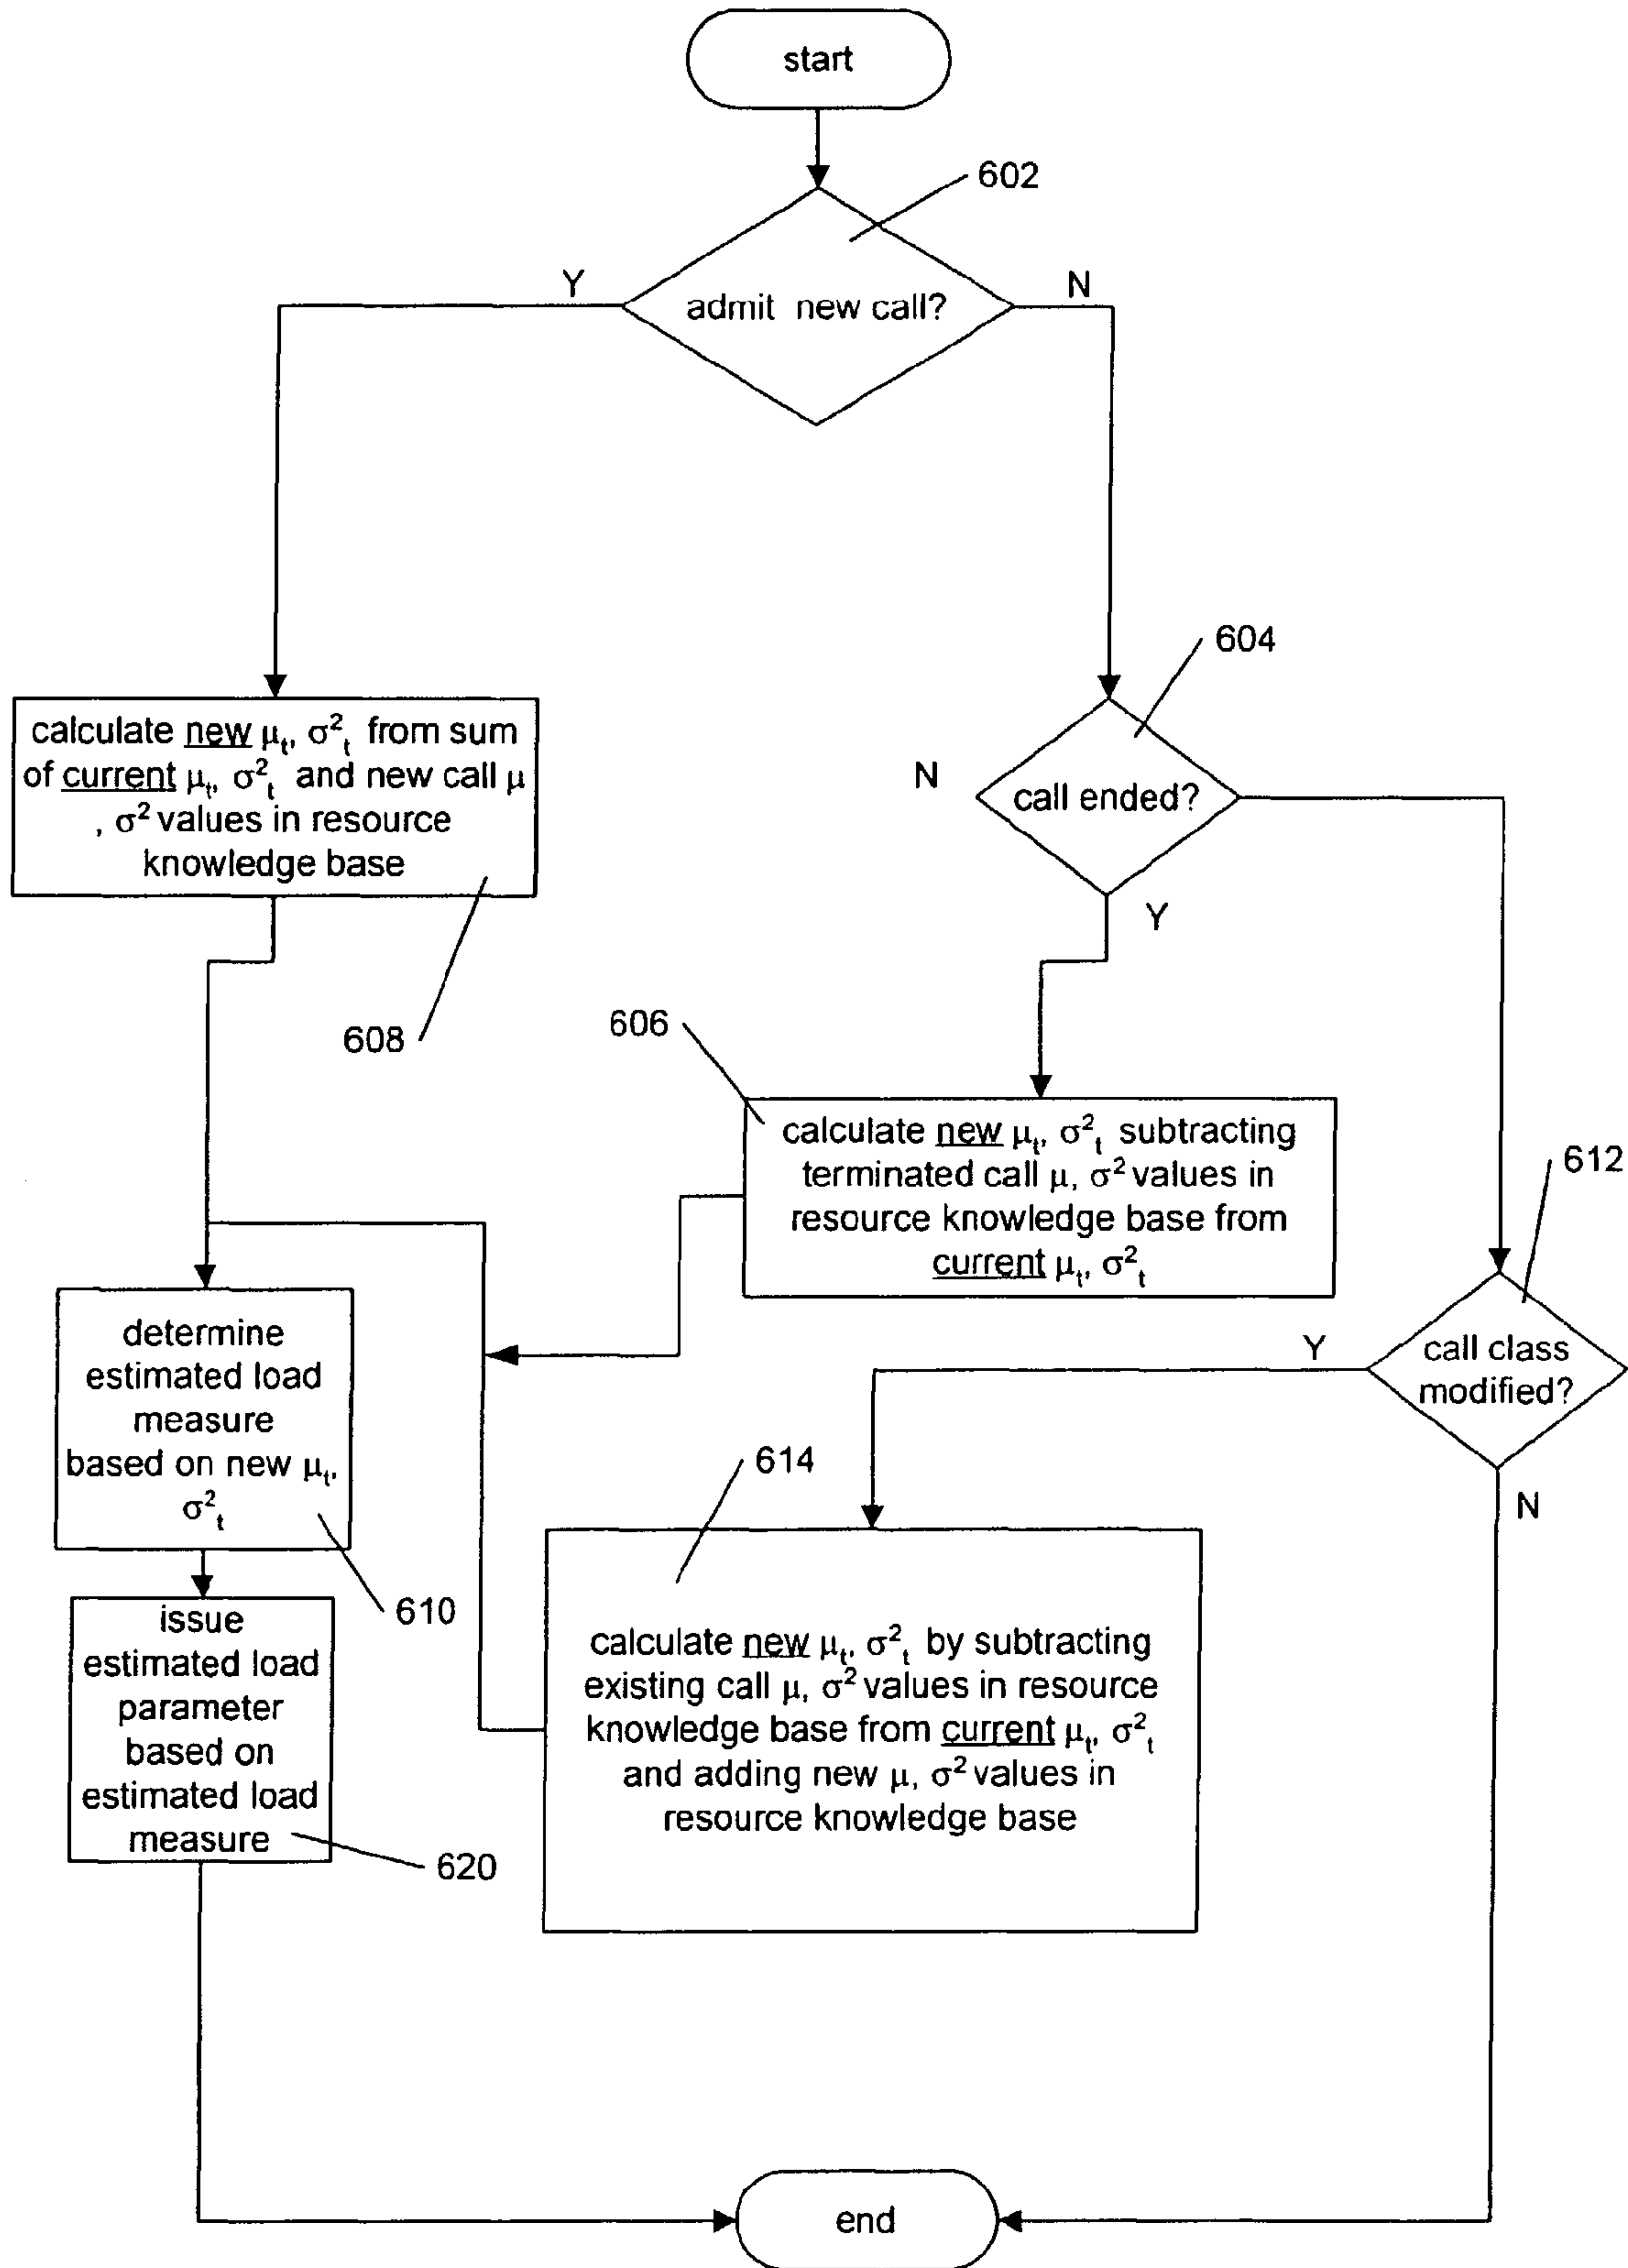 start
602
Y
N
admit new call?
604
calculate new μt, σ²t from sum
of current μt, σ²t and new call μ
, σ² values in resource
knowledge base
N
call ended?
Y
608
606
calculate new μt, σ²t subtracting
terminated call μ, σ² values in
resource knowledge base from
current μt, σ²t
612
determine
estimated load
measure
based on new μt,
σ²t
Y
call class
modified?
614
N
610
issue
estimated load
parameter
based on
estimated load
measure
calculate new μt, σ²t by subtracting
existing call μ, σ² values in resource
knowledge base from current μt, σ²t
and adding new μ, σ² values in
resource knowledge base
620
end